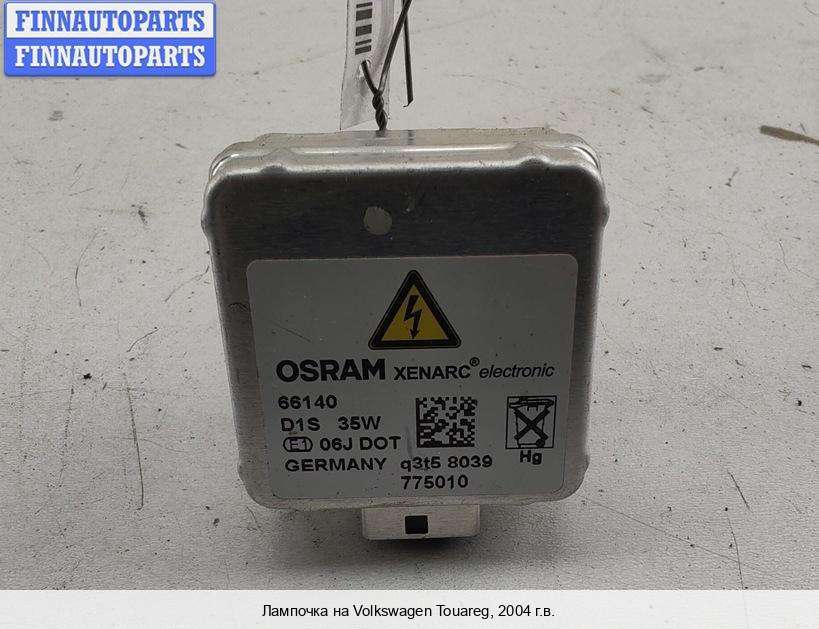 FINNAUTOPARTS
FINNAUTOPARTS
OSRAM XENARC® electronic
66140
D1S 35W
E1 06J DOT
Hg
GERMANY q3t5 8039
775010
Лампочка на Volkswagen Touareg, 2004 г.в.